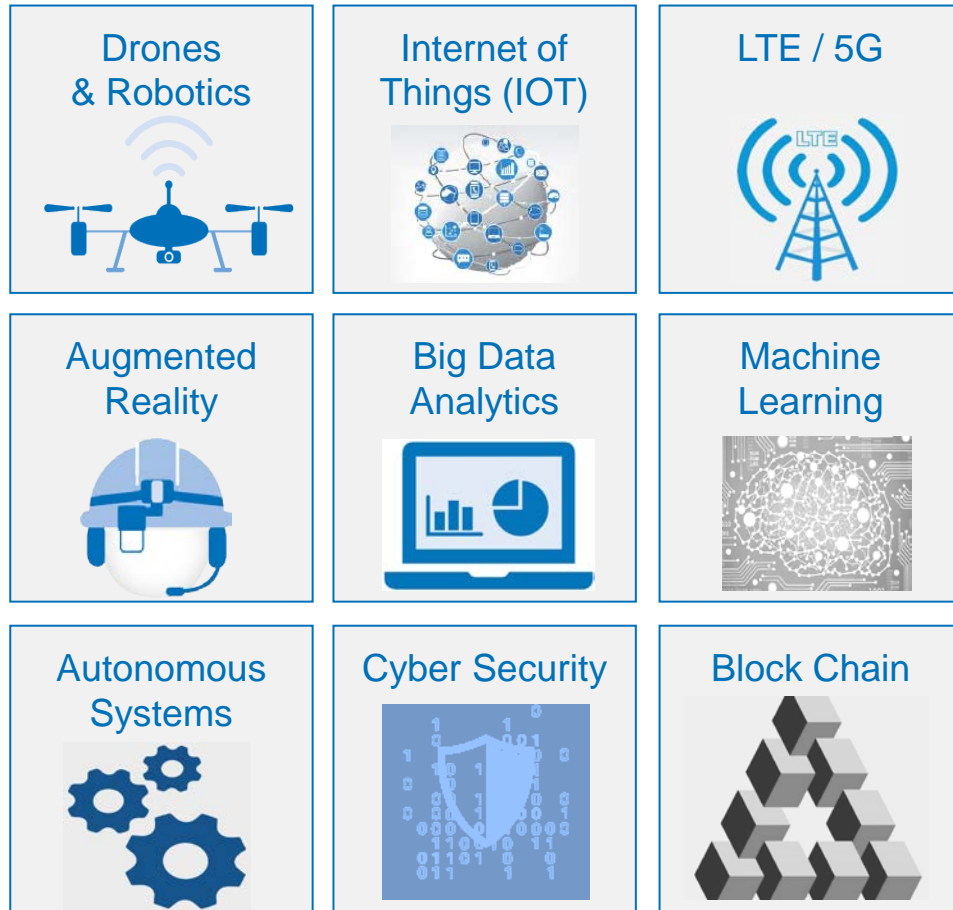 Drones
& Robotics
Internet of
Things (IOT)
LTE / 5G
LTE
Augmented
Reality
Big Data
Analytics
Machine
Learning
Autonomous
Systems
Cyber Security
Block Chain